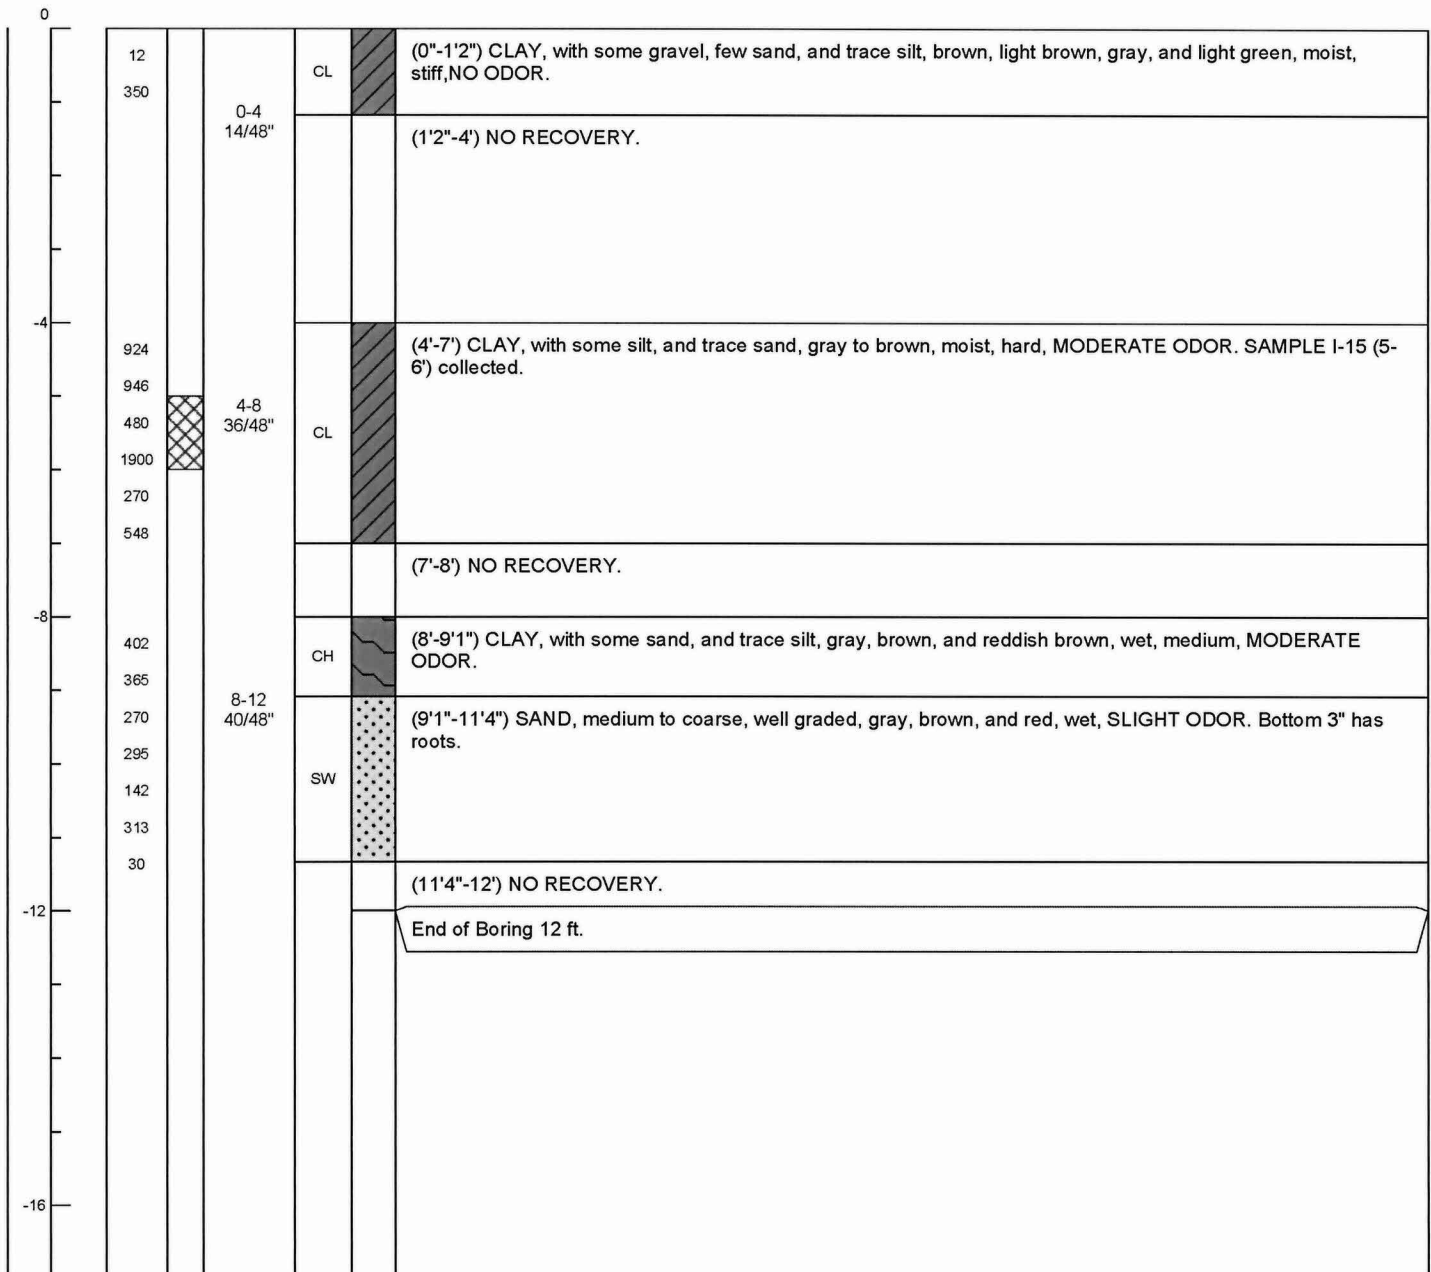 0
12
350
0-4
14/48"
CL
(0"-1'2") CLAY, with some gravel, few sand, and trace silt, brown, light brown, gray, and light green, moist,
stiff,NO ODOR.
(1'2"-4') NO RECOVERY.
-4
924
946
480
1900
270
548
4-8
36/48"
CL
(4'-7') CLAY, with some silt, and trace sand, gray to brown, moist, hard, MODERATE ODOR. SAMPLE I-15 (5-
6') collected.
(7'-8') NO RECOVERY.
-8
402
365
270
295
142
313
30
8-12
40/48"
CH
(8'-9'1") CLAY, with some sand, and trace silt, gray, brown, and reddish brown, wet, medium, MODERATE
ODOR.
SW
(9'1"-11'4") SAND, medium to coarse, well graded, gray, brown, and red, wet, SLIGHT ODOR. Bottom 3" has
roots.
(11'4"-12') NO RECOVERY.
-12
End of Boring 12 ft.
-16